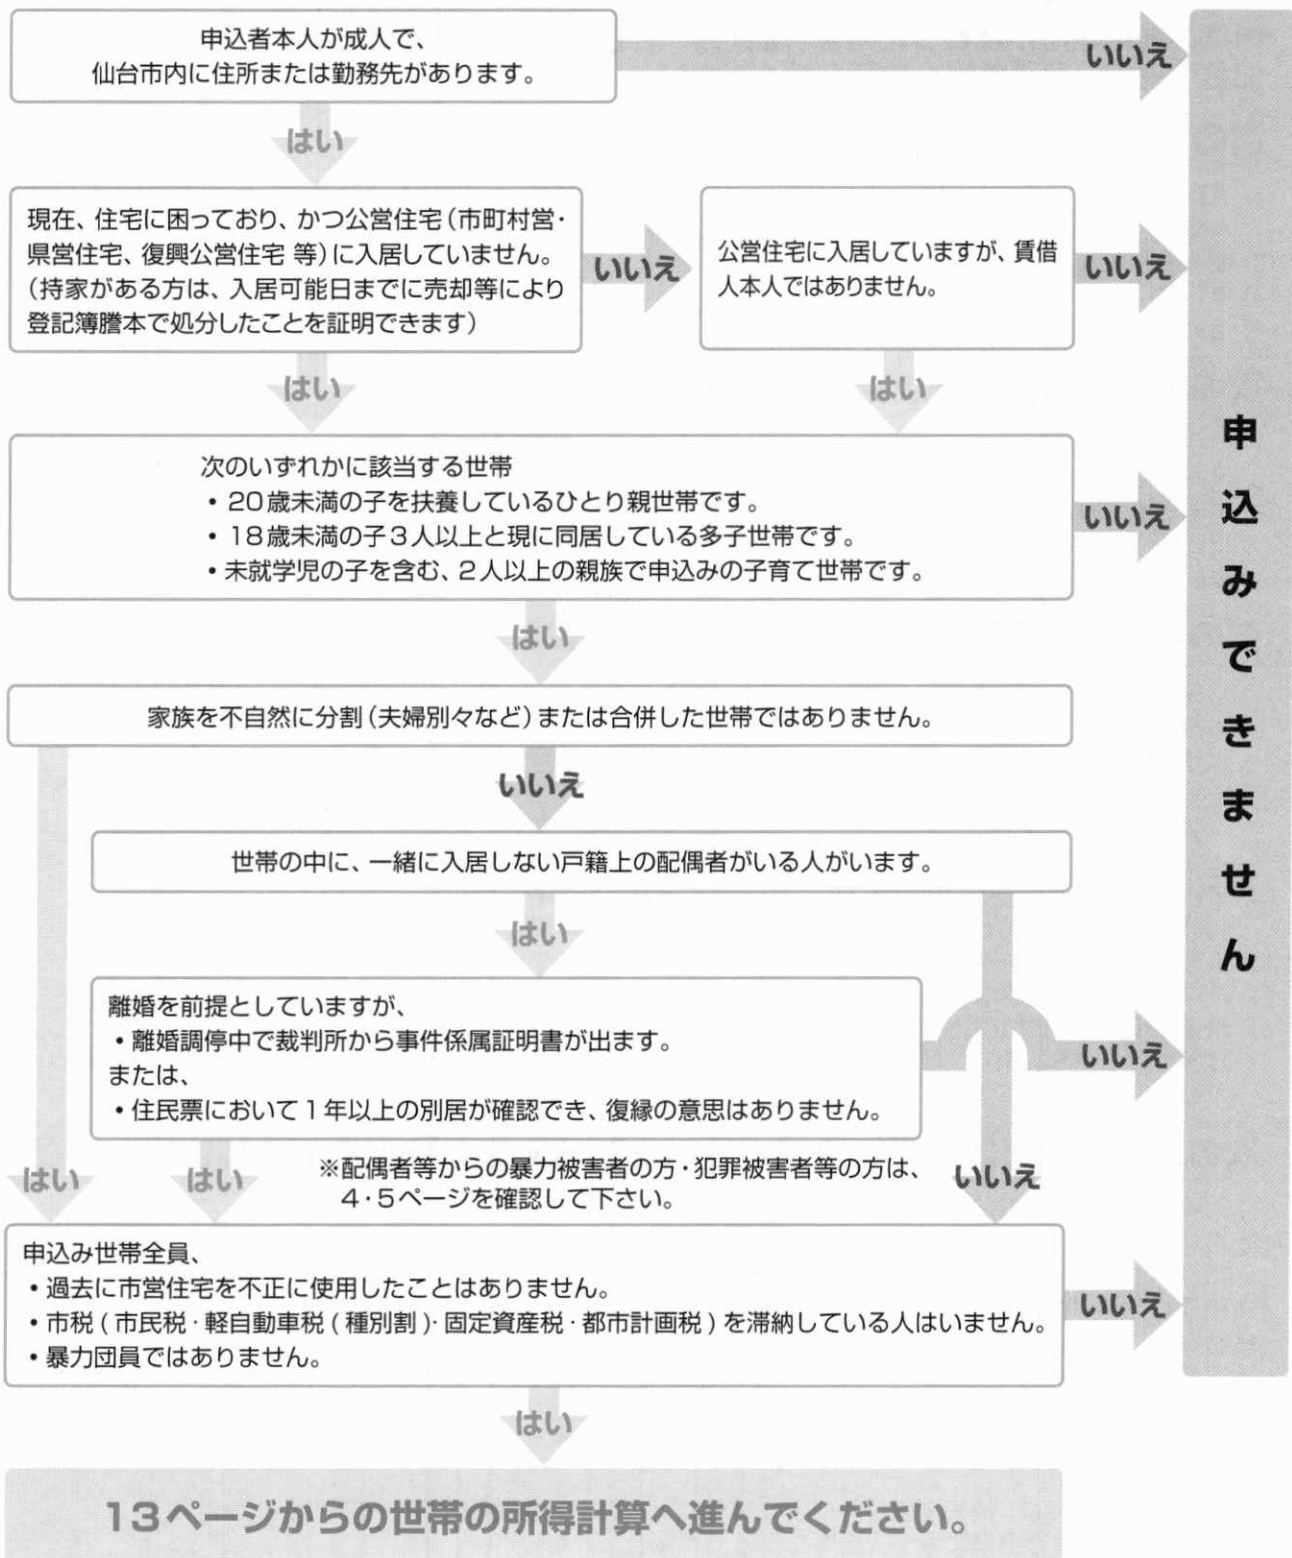 申込者本人が成人で、
仙台市内に住所または勤務先があります。
いいえ
はい
現在、住宅に困っており、かつ公営住宅(市町村営・
県営住宅、復興公営住宅 等)に入居していません。
(持家がある方は、入居可能日までに売却等により
登記簿謄本で処分したことを証明できます)
いいえ
公営住宅に入居していますが、賃借
人本人ではありません。
いいえ
はい
はい
次のいずれかに該当する世帯
・20歳未満の子を扶養しているひとり親世帯です。
・18歳未満の子3人以上と現に同居している多子世帯です。
・未就学児の子を含む、2人以上の親族で申込みの子育て世帯です。
いいえ
はい
家族を不自然に分割(夫婦別々など)または合併した世帯ではありません。
いいえ
世帯の中に、一緒に入居しない戸籍上の配偶者がいる人がいます。
はい
離婚を前提としていますが、
・離婚調停中で裁判所から事件係属証明書が出ます。
または、
・住民票において1年以上の別居が確認でき、復縁の意思はありません。
いいえ
はい
はい
※配偶者等からの暴力被害者の方・犯罪被害者等の方は、
4・5ページを確認して下さい。
いいえ
申込み世帯全員、
・過去に市営住宅を不正に使用したことはありません。
・市税(市民税・軽自動車税(種別割)・固定資産税・都市計画税)を滞納している人はいません。
・暴力団員ではありません。
いいえ
はい
13ページからの世帯の所得計算へ進んでください。
申込みできません